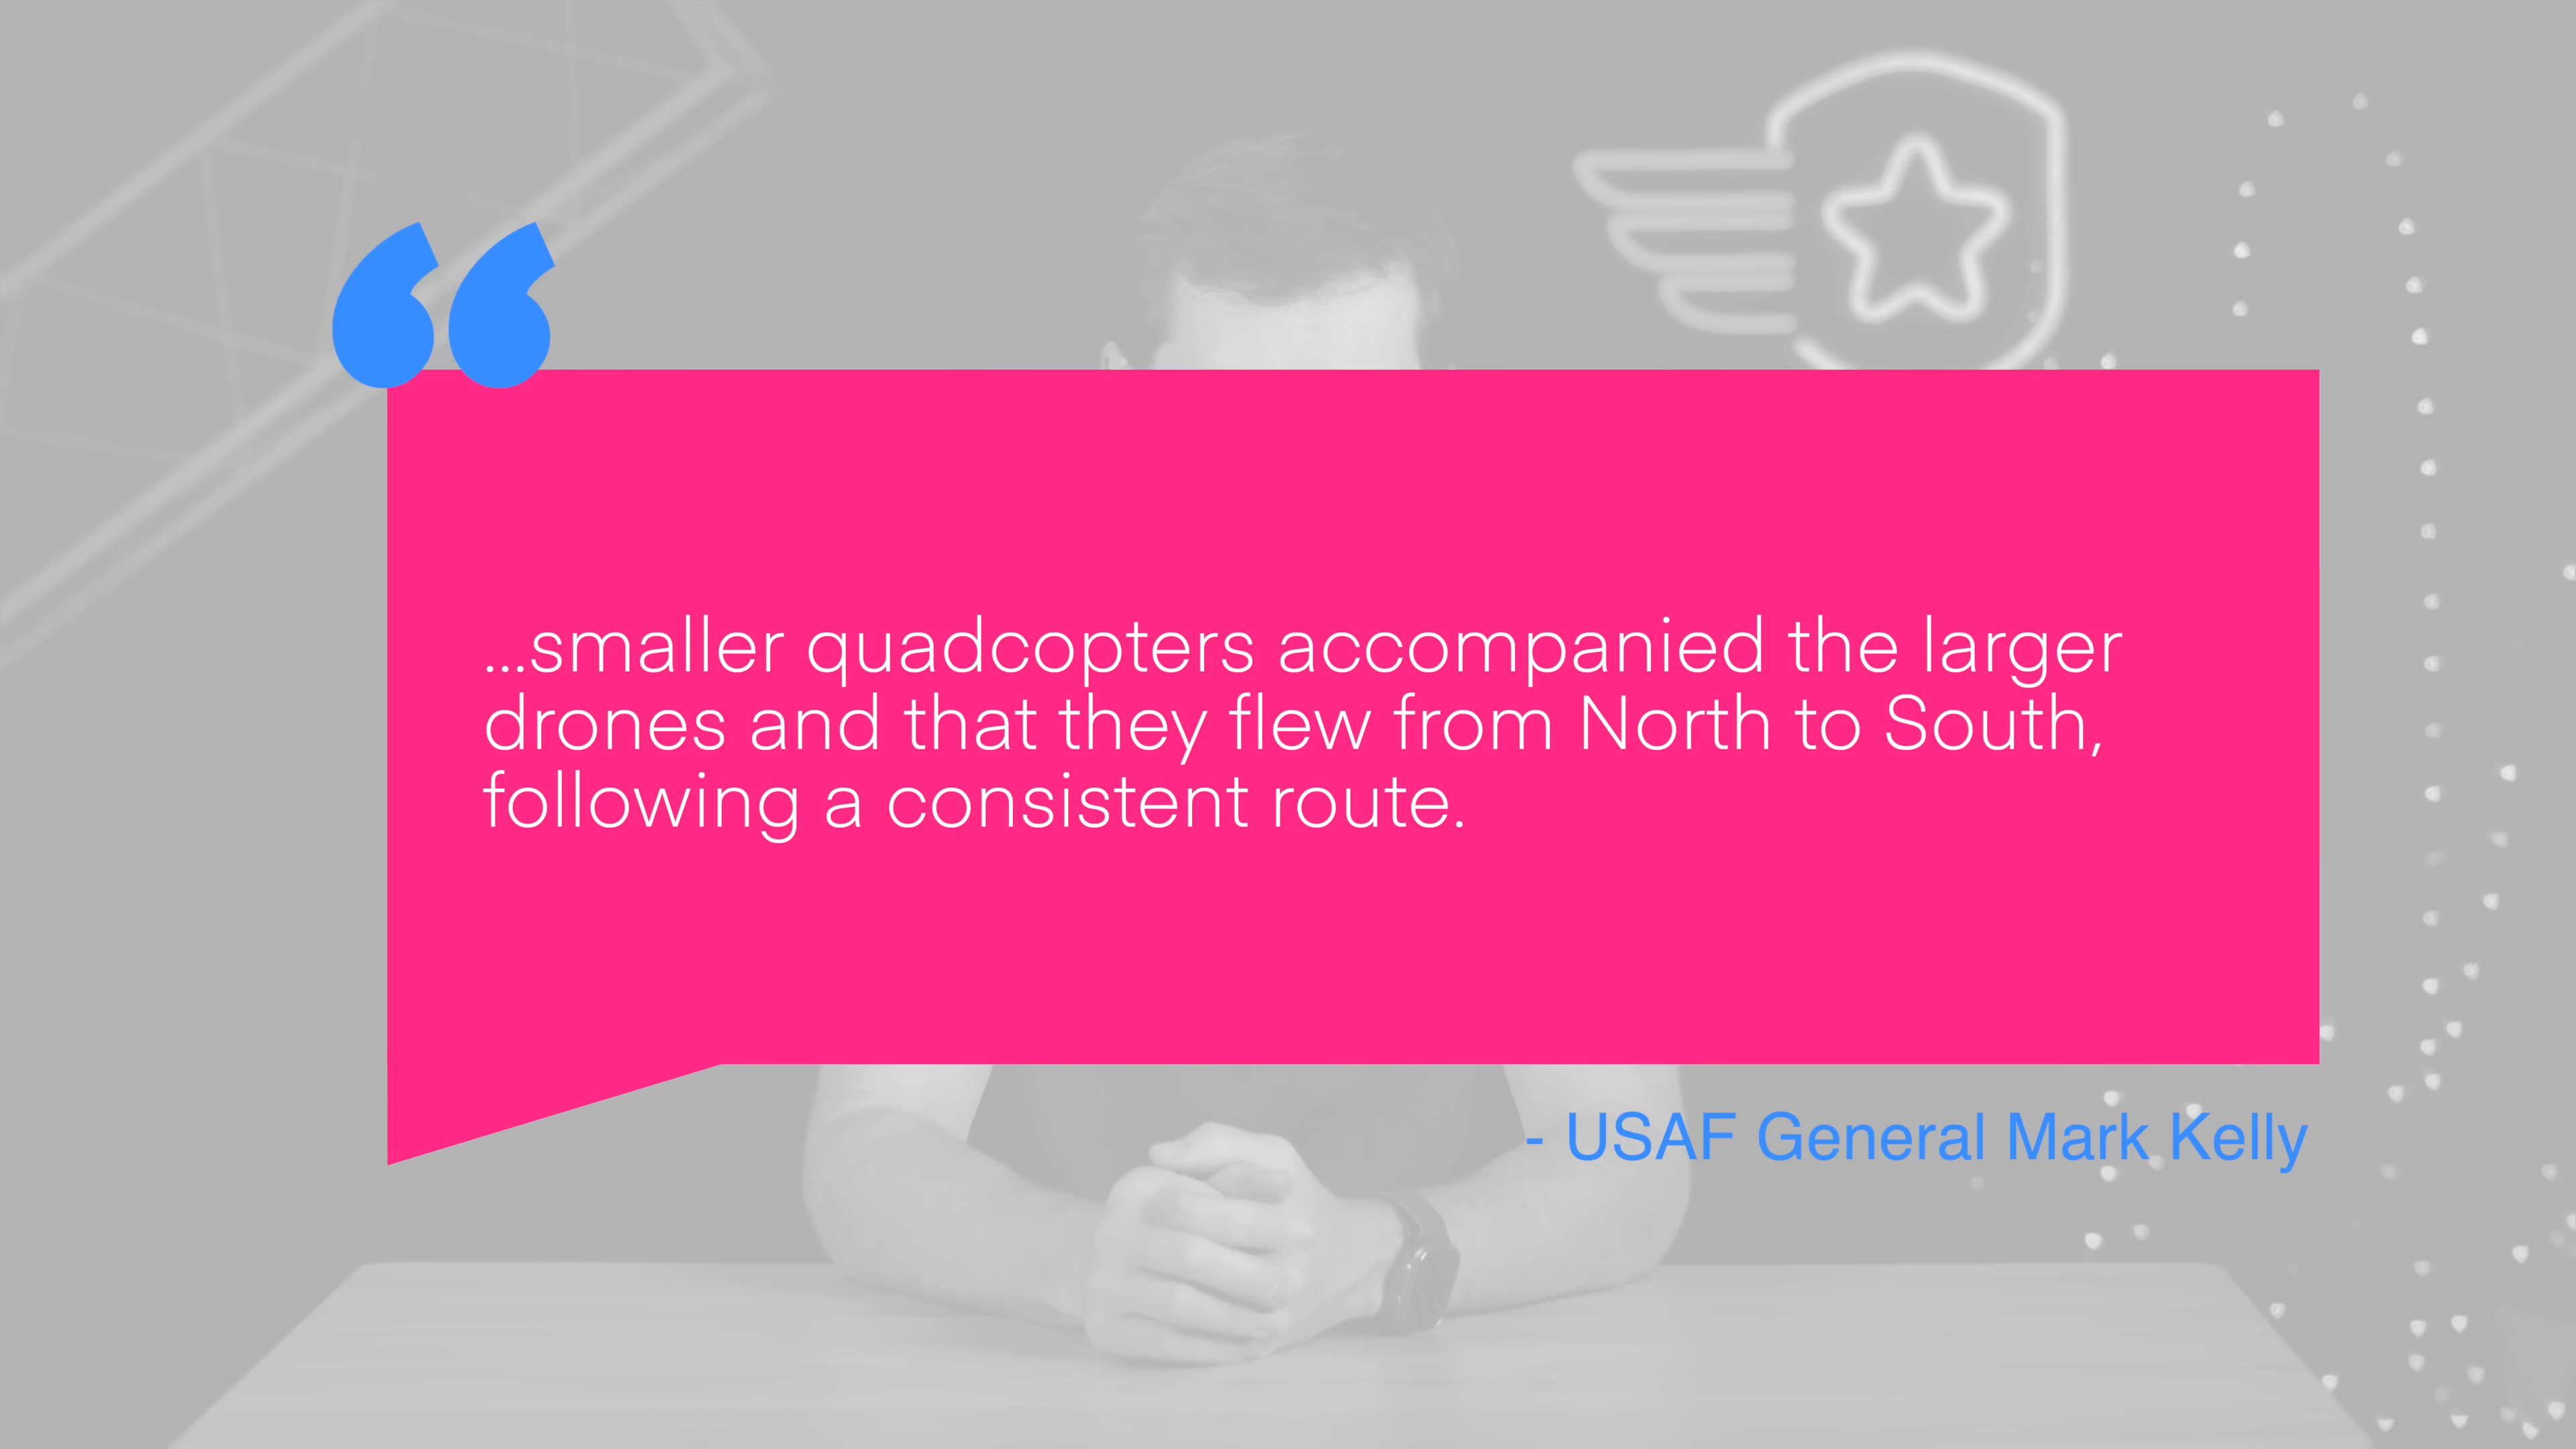 ...smaller quadcopters accompanied the larger
drones and that they flew from North to South,
following a consistent route.
- USAF General Mark Kelly